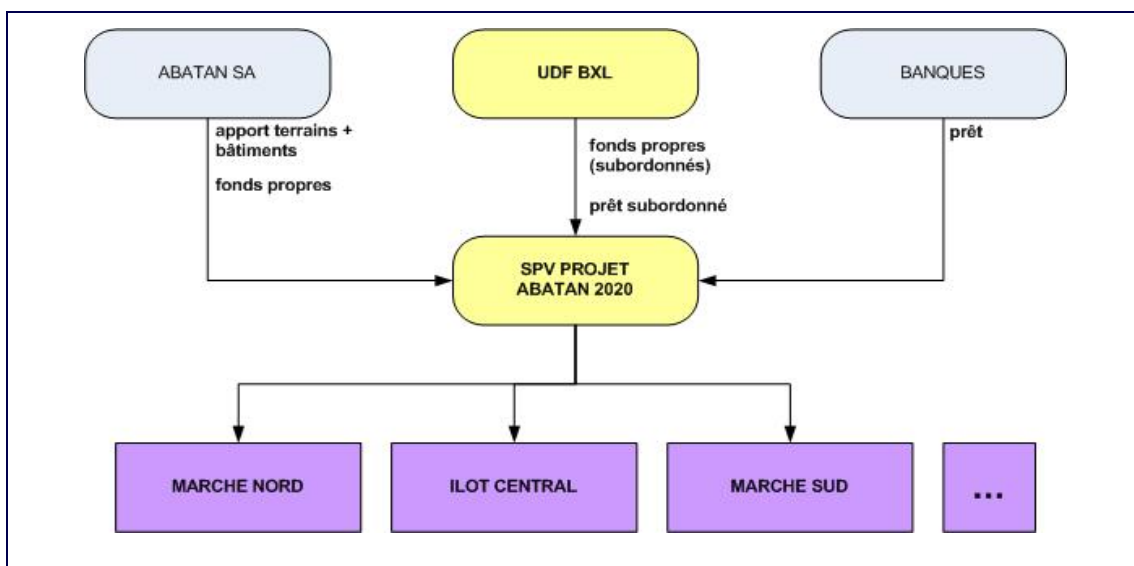 ABATAN SA
UDF BXL
BANQUES
apport terrains +
bâtiments
fonds propres
fonds propres
(subordonnés)
prêt subordonné
prêt
SPV PROJET
ABATAN 2020
MARCHE NORD
ILOT CENTRAL
MARCHE SUD
...